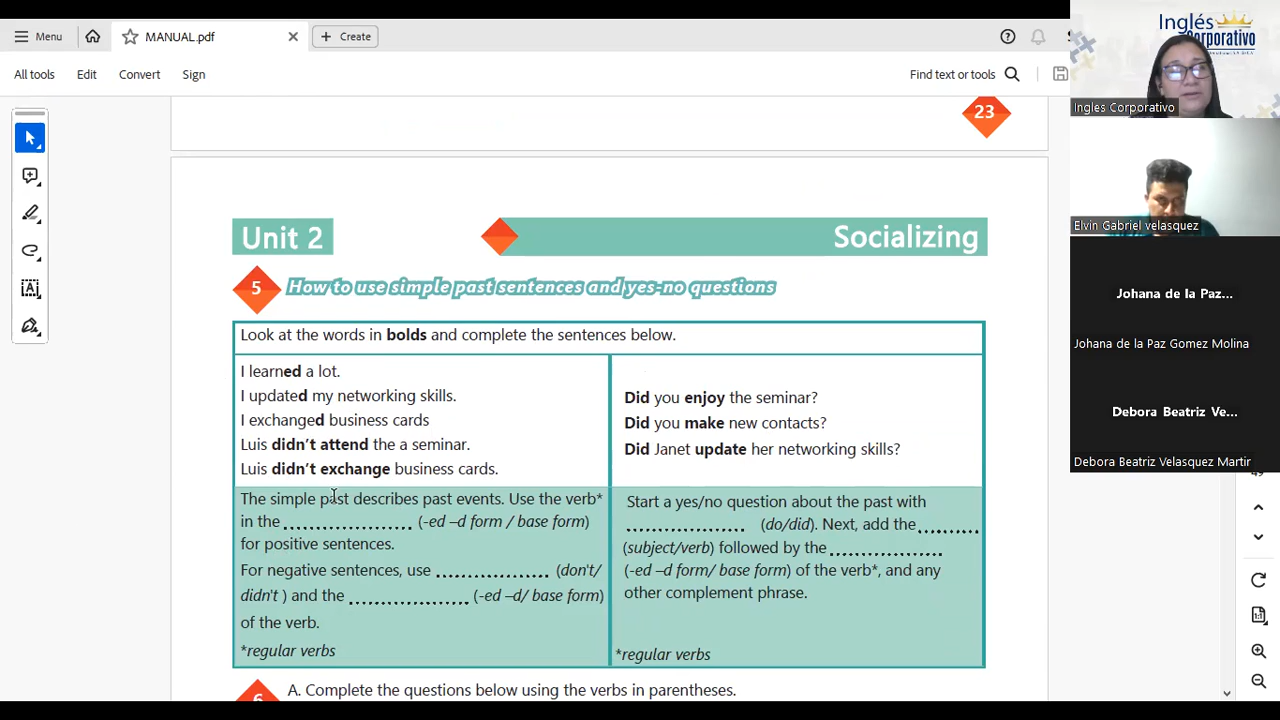 Menu
MANUAL.pdf
Create
All tools
Edit
Convert
Sign
Find text or tools
23
Unit 2
Socializing
5
How to use simple past sentences and yes-no questions
Look at the words in bolds and complete the sentences below.
I learned a lot.
I updated my networking skills.
I exchanged business cards
Luis didn't attend the a seminar.
Luis didn't exchange business cards.
Did you enjoy the seminar?
Did you make new contacts?
Did Janet update her networking skills?
The simple past describes past events. Use the verb*
in the ..................... (-ed –d form / base form)
for positive sentences.
For negative sentences, use .................. (don't/
didn't ) and the .................... (-ed –d/ base form)
of the verb.
*regular verbs
Start a yes/no question about the past with
................... (do/did). Next, add the ..........
(subject/verb) followed by the ..................
(-ed –d form/ base form) of the verb*, and any
other complement phrase.
*regular verbs
6
A. Complete the questions below using the verbs in parentheses.
Inglés
Corporativo
Ingles Corporativo
Elvin Gabriel velasquez
Johana de la Paz...
Johana de la Paz Gomez Molina
Debora Beatriz Ve...
Debora Beatriz Velasquez Martir
1:1